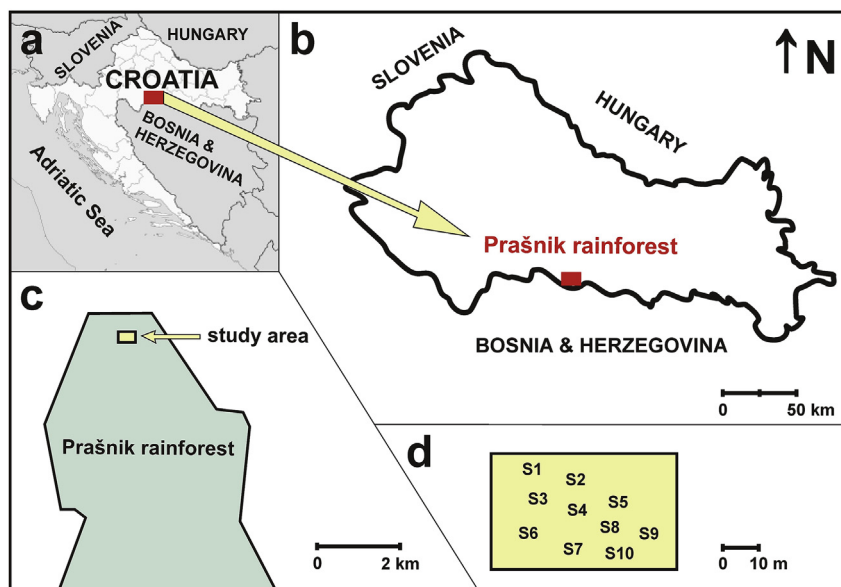 a
SLOVENIA
HUNGARY
CROATIA
BOSNIA &
HERZEGOVINA
Adriatic Sea
b
N
SLOVENIA
HUNGARY
Prašnik rainforest
BOSNIA & HERZEGOVINA
0 50 km
c
study area
Prašnik rainforest
0 2 km
d
S1
S2
S3
S5
S4
S6
S8
S9
S7
S10
0 10 m